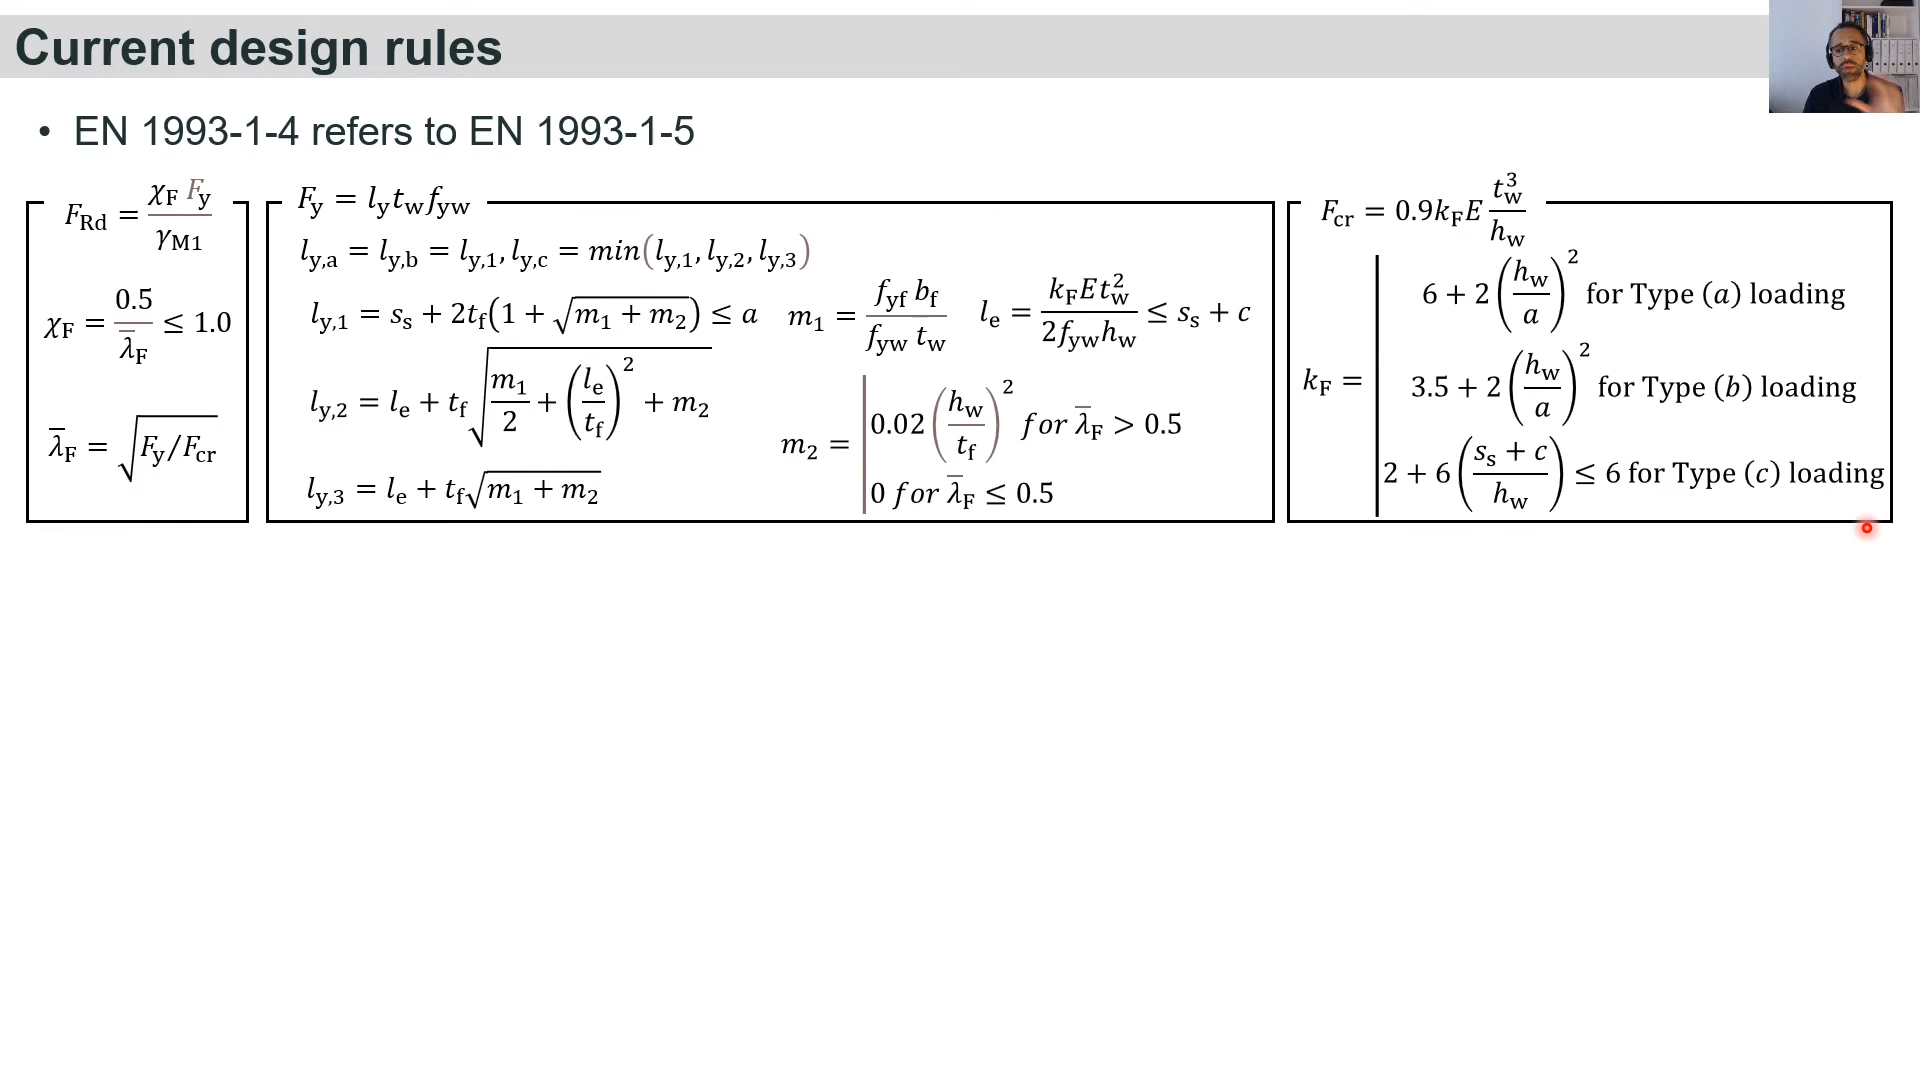 Current design rules
• EN 1993-1-4 refers to EN 1993-1-5
F_Rd = χ_F F_y / γ_M1
χ_F = 0.5 / λ̄_F ≤ 1.0
λ̄_F = √(F_y/F_cr)
F_y = l_y t_w f_yw
l_y,a = l_y,b = l_y,1, l_y,c = min(l_y,1, l_y,2, l_y,3)
l_y,1 = s_s + 2t_f(1 + √(m_1 + m_2)) ≤ a
m_1 = f_yf b_f / f_yw t_w
l_e = k_F E t_w² / 2f_yw h_w ≤ s_s + c
l_y,2 = l_e + t_f √(m_1/2 + (l_e/t_f)² + m_2)
m_2 = | 0.02 (h_w/t_f)² for λ̄_F > 0.5
0 for λ̄_F ≤ 0.5
l_y,3 = l_e + t_f √(m_1 + m_2)
F_cr = 0.9k_F E t_w³/h_w
k_F = | 6 + 2 (h_w/a)² for Type (a) loading
3.5 + 2 (h_w/a)² for Type (b) loading
2 + 6 ((s_s + c)/h_w) ≤ 6 for Type (c) loading